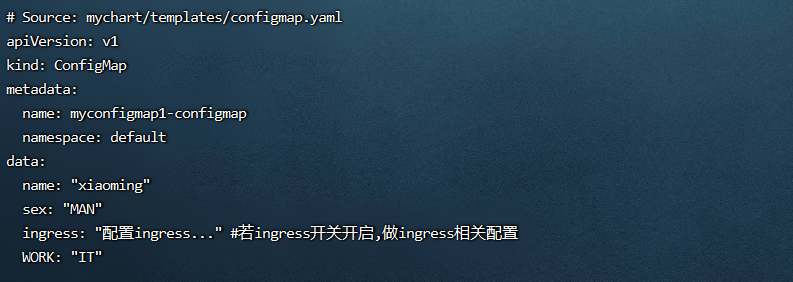 # Source: mychart/templates/configmap.yaml
apiVersion: v1
kind: ConfigMap
metadata:
  name: myconfigmap1-configmap
  namespace: default
data:
  name: "xiaoming"
  sex: "MAN"
  ingress: "配置ingress..." #若ingress开关开启,做ingress相关配置
  WORK: "IT"